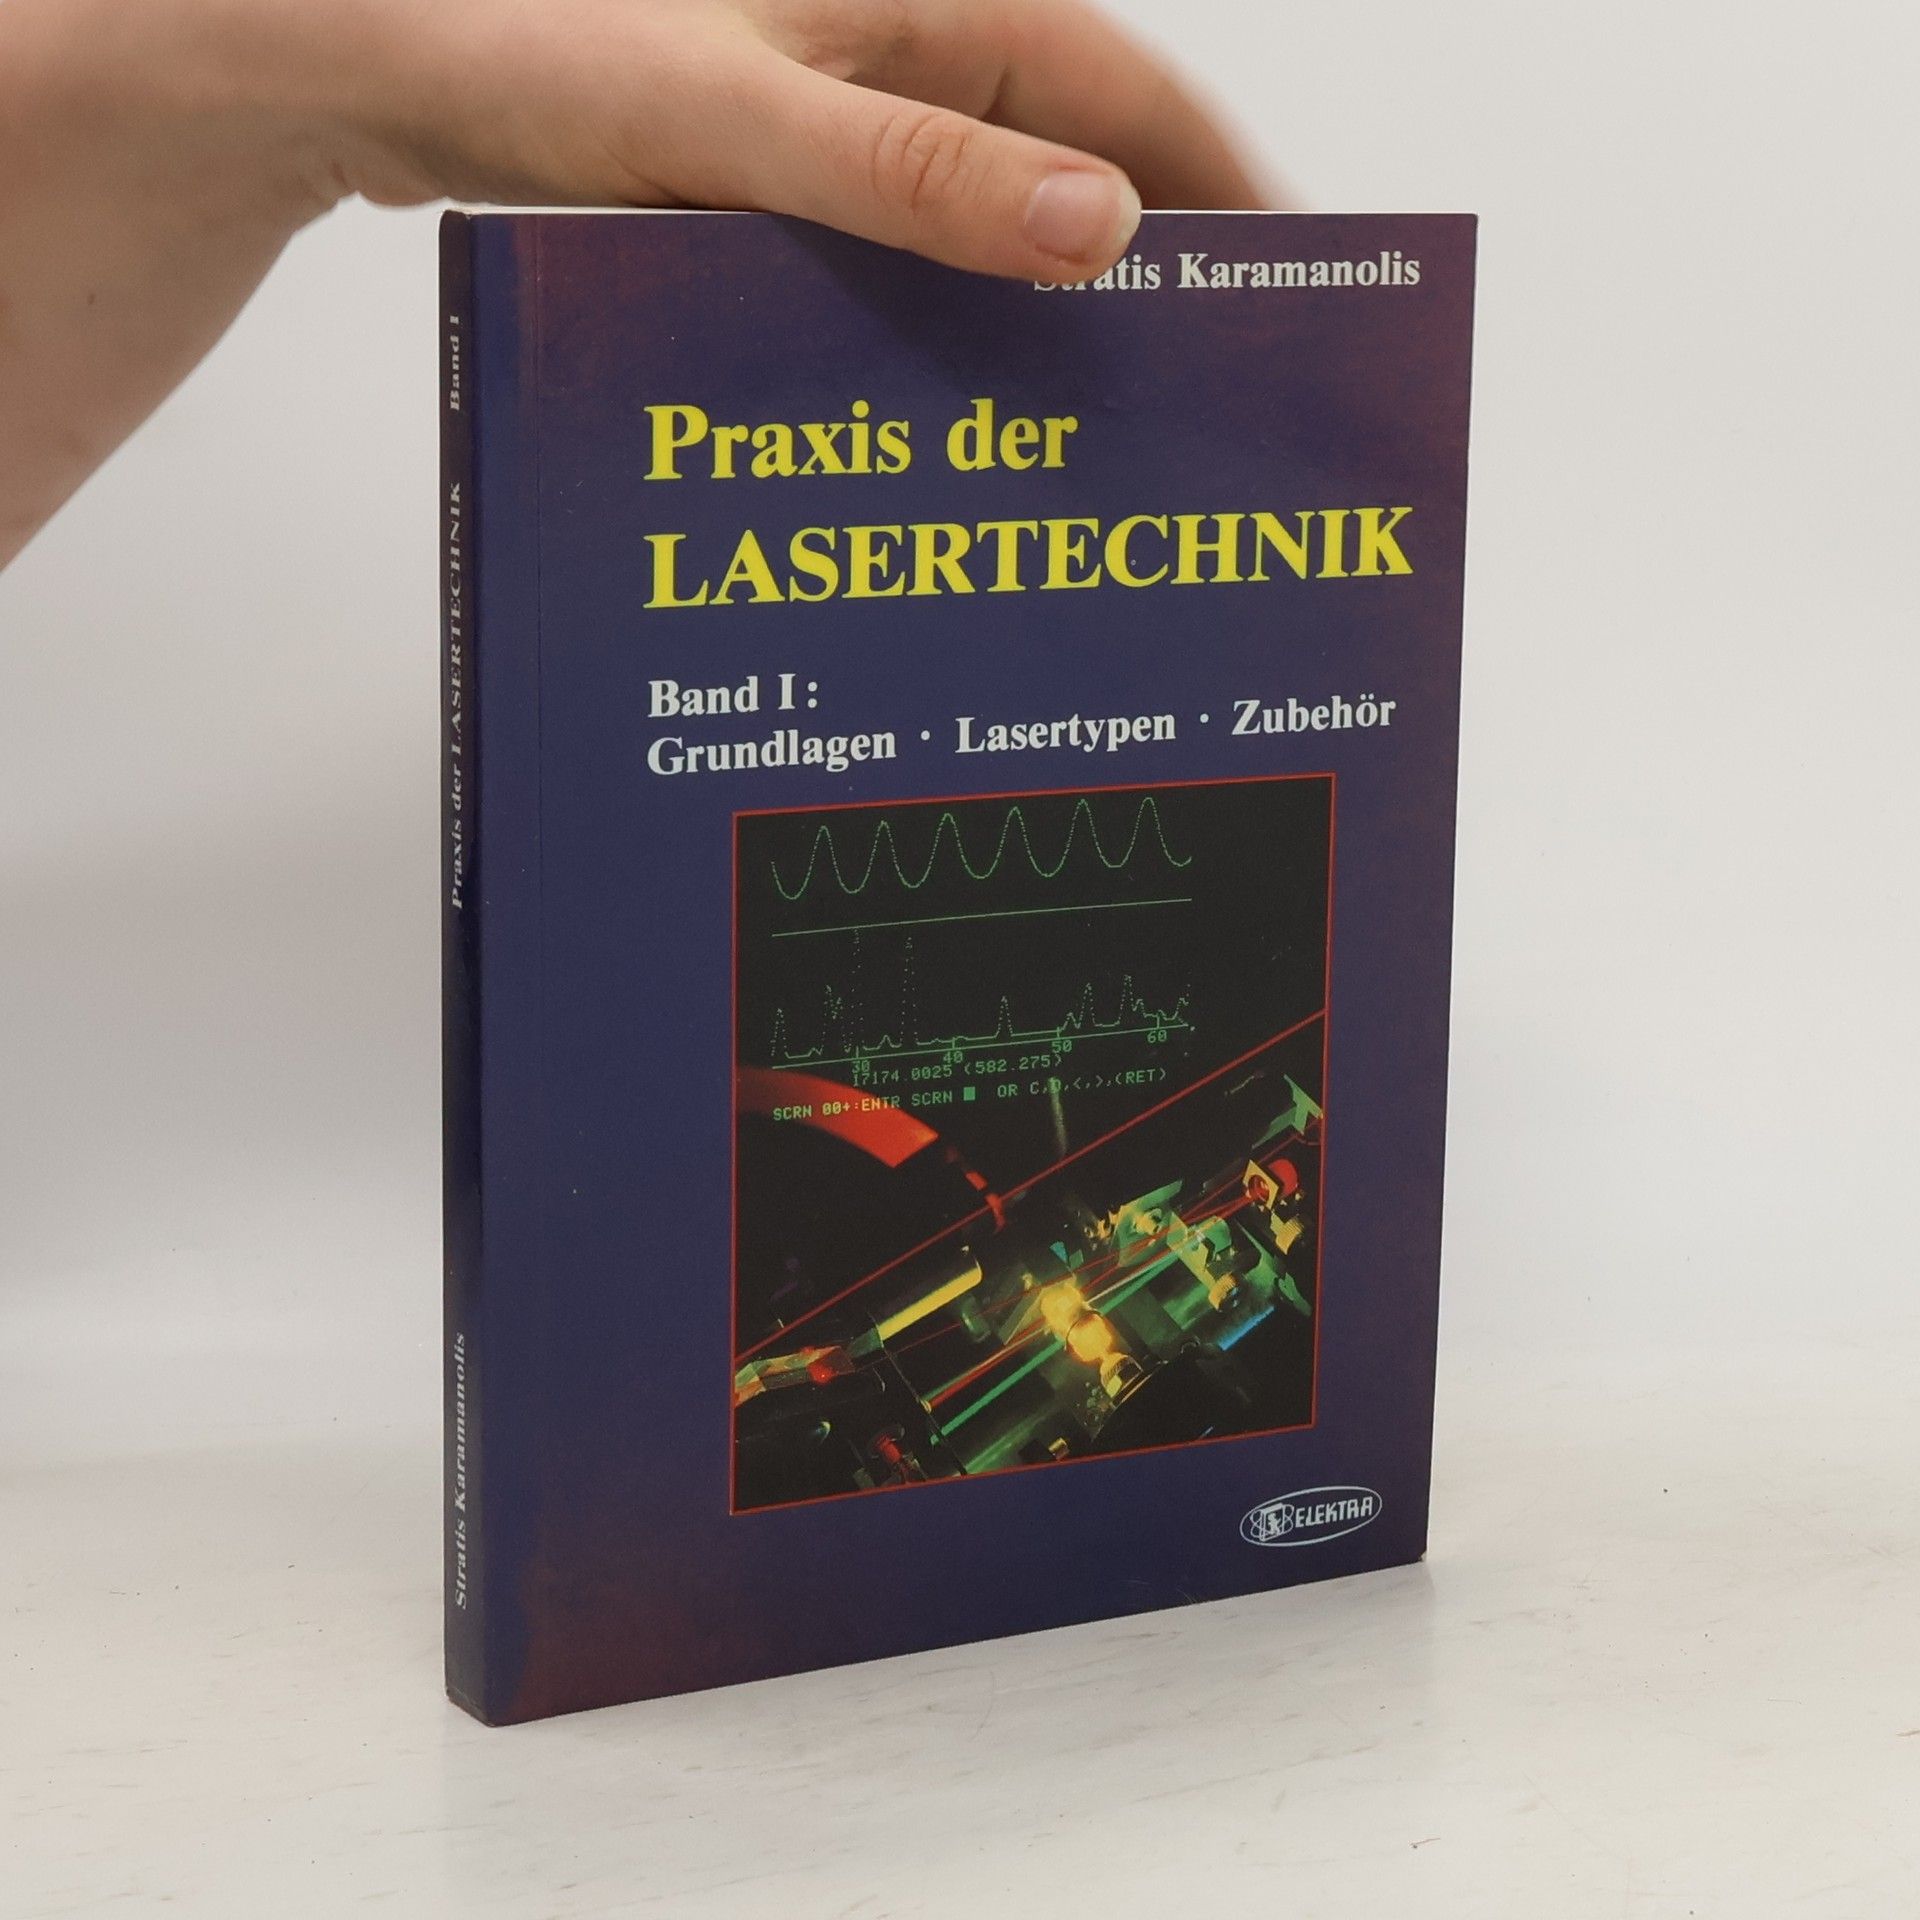 Stratis Karamanolis
Praxis der
LASERTECHNIK
Band I:
Grundlagen · Lasertypen · Zubehör
30 40 50 60
17174.0025 (582.275)
SCRN 00+:ENTR SCRN OR C,D,<,>,(RET)
ELEKTRA
Stratis Karamanolis Praxis der LASERTECHNIK Band I